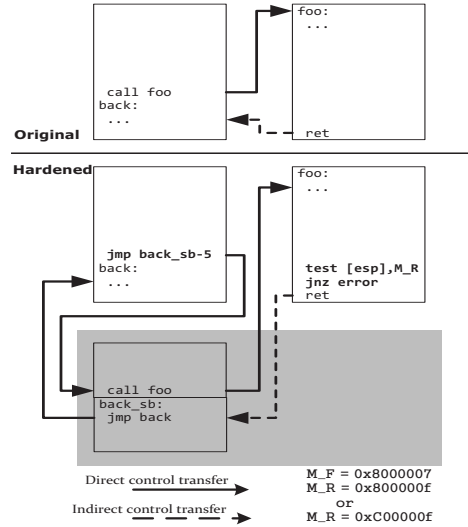 foo:
...
call foo
back:
...
ret
Original
Hardened
foo:
...
jmp back_sb-5
back:
...
test [esp],M_R
jnz error
ret
call foo
back_sb:
jmp back
Direct control transfer
Indirect control transfer
M_F = 0x8000007
M_R = 0x800000f
or
M_R = 0xC00000f